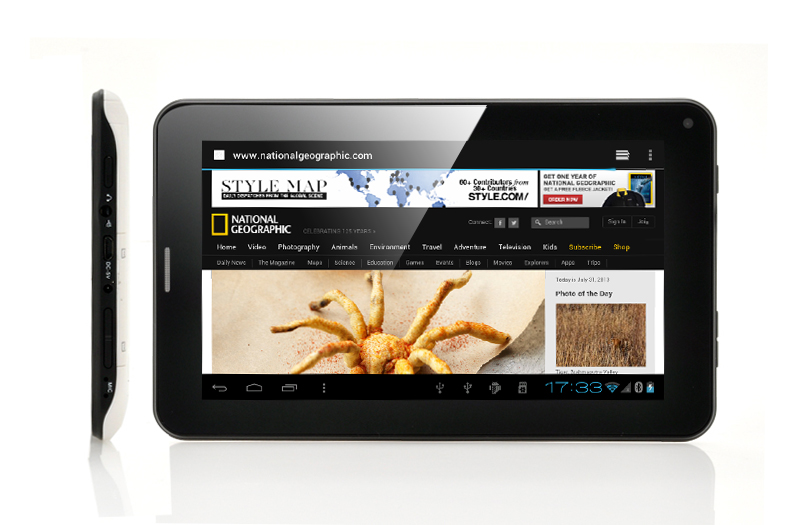 www.nationalgeographic.com
STYLE MAP
DAILY DISPATCHES FROM THE GLOBAL SCENE
60+ Contributors from
30+ Countries
STYLE.COM/
GET ONE YEAR OF
NATIONAL GEOGRAPHIC
GET A FREE FLEECE JACKET!
ORDER NOW
NATIONAL
GEOGRAPHIC
CELEBRATING 125 YEARS »
Connect:
Search
Sign In
Join
Home Video Photography Animals Environment Travel Adventure Television Kids Subscribe Shop
Daily News The Magazine Maps Science Education Games Events Blogs Movies Explorers Apps Trips
Today is July 31, 2013
Photo of the Day
17:33
DC-5V
MIC